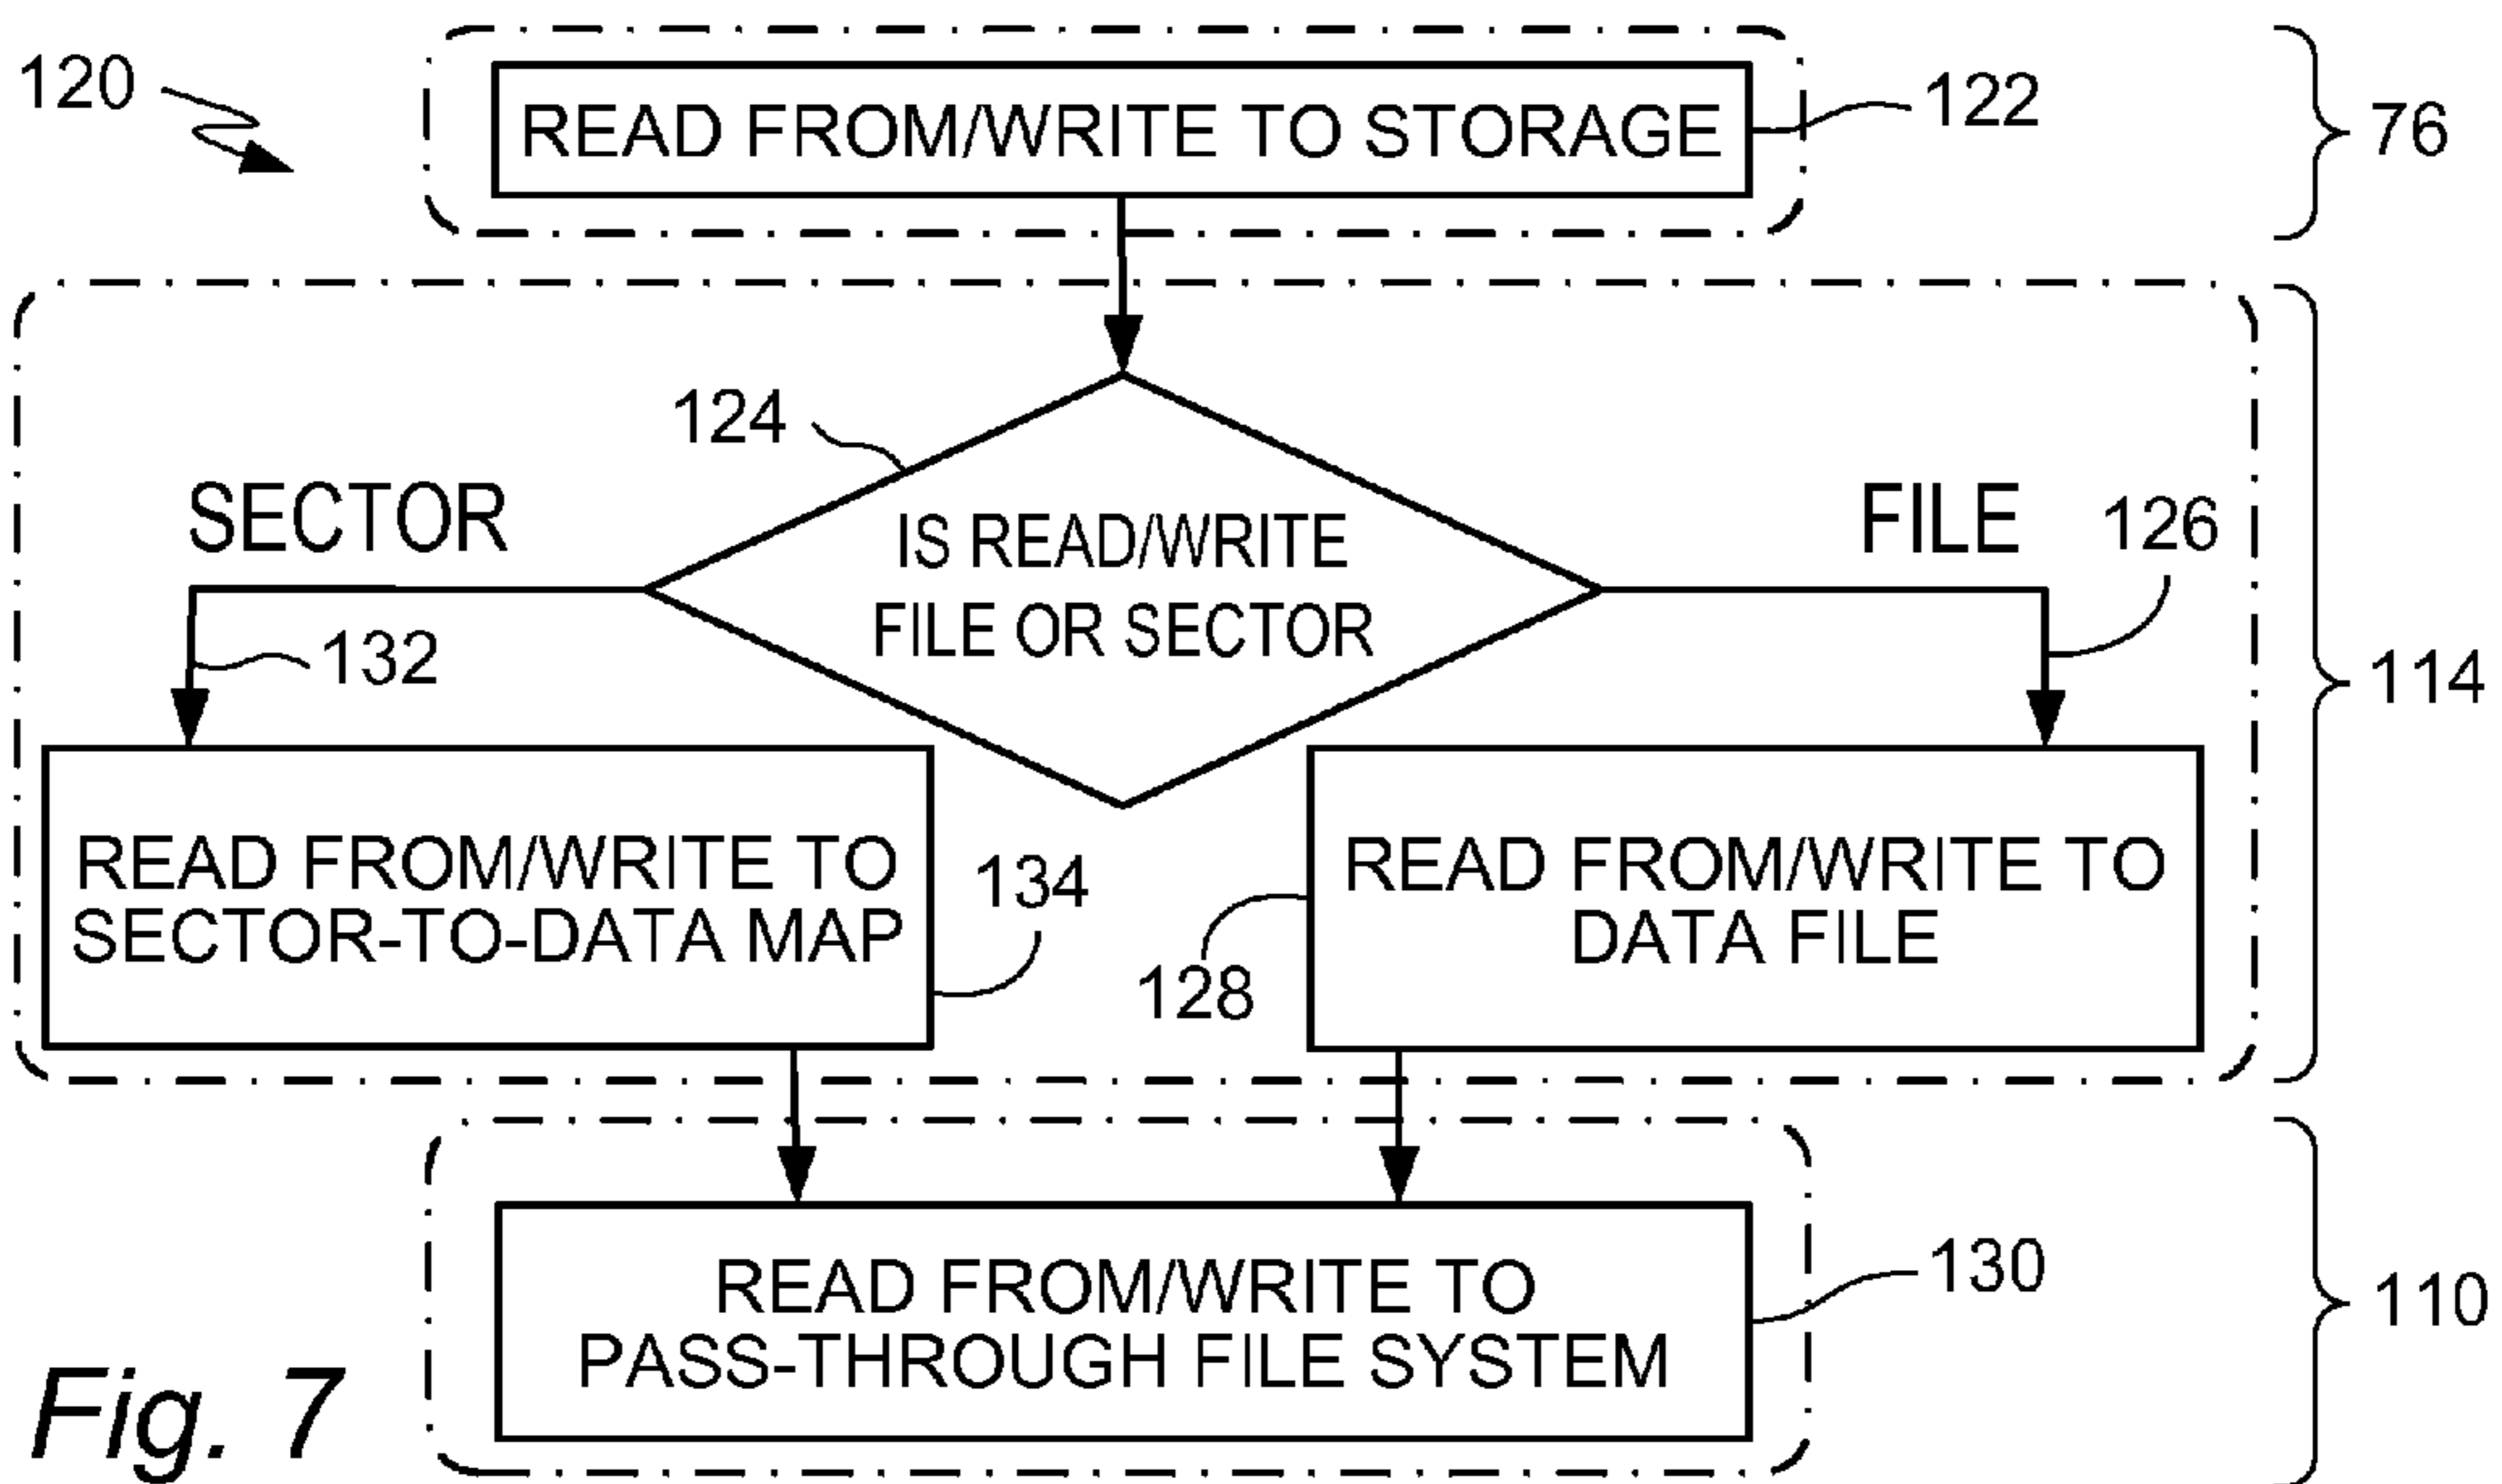 120
READ FROM/WRITE TO STORAGE
122
76
124
SECTOR
IS READ/WRITE
FILE OR SECTOR
FILE
126
132
114
READ FROM/WRITE TO
SECTOR-TO-DATA MAP
134
128
READ FROM/WRITE TO
DATA FILE
READ FROM/WRITE TO
PASS-THROUGH FILE SYSTEM
130
110
Fig. 7